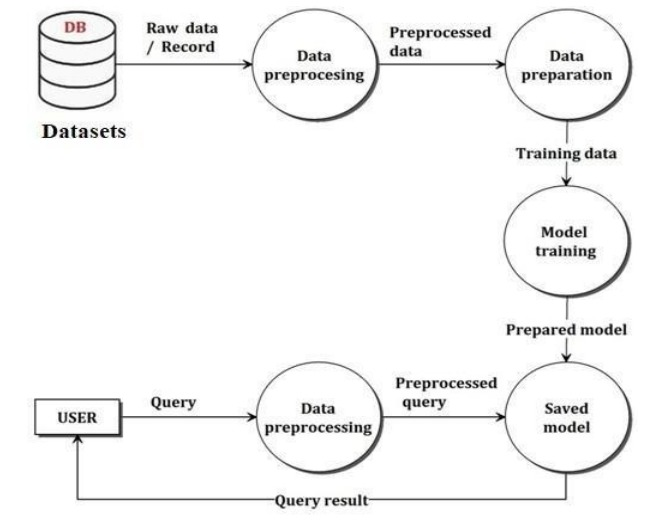 DB
Datasets
Raw data
/ Record
Data
preprocesing
Preprocessed
data
Data
preparation
Training data
Model
training
Prepared model
USER
Query
Data
preprocessing
Preprocessed
query
Saved
model
Query result